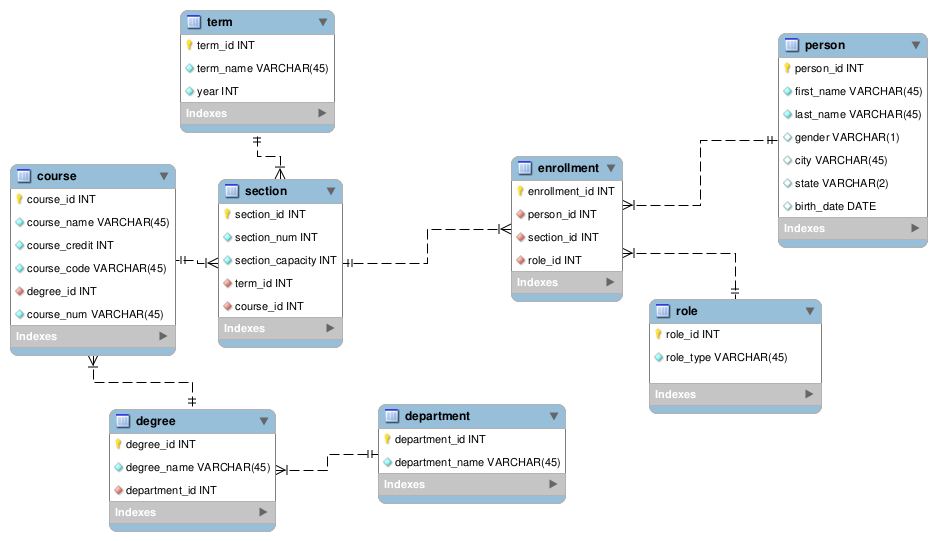 term
term_id INT
term_name VARCHAR(45)
year INT
Indexes
person
person_id INT
first_name VARCHAR(45)
last_name VARCHAR(45)
gender VARCHAR(1)
city VARCHAR(45)
state VARCHAR(2)
birth_date DATE
Indexes
course
course_id INT
course_name VARCHAR(45)
course_credit INT
course_code VARCHAR(45)
degree_id INT
course_num VARCHAR(45)
Indexes
section
section_id INT
section_num INT
section_capacity INT
term_id INT
course_id INT
Indexes
enrollment
enrollment_id INT
person_id INT
section_id INT
role_id INT
Indexes
role
role_id INT
role_type VARCHAR(45)
Indexes
degree
degree_id INT
degree_name VARCHAR(45)
department_id INT
Indexes
department
department_id INT
department_name VARCHAR(45)
Indexes